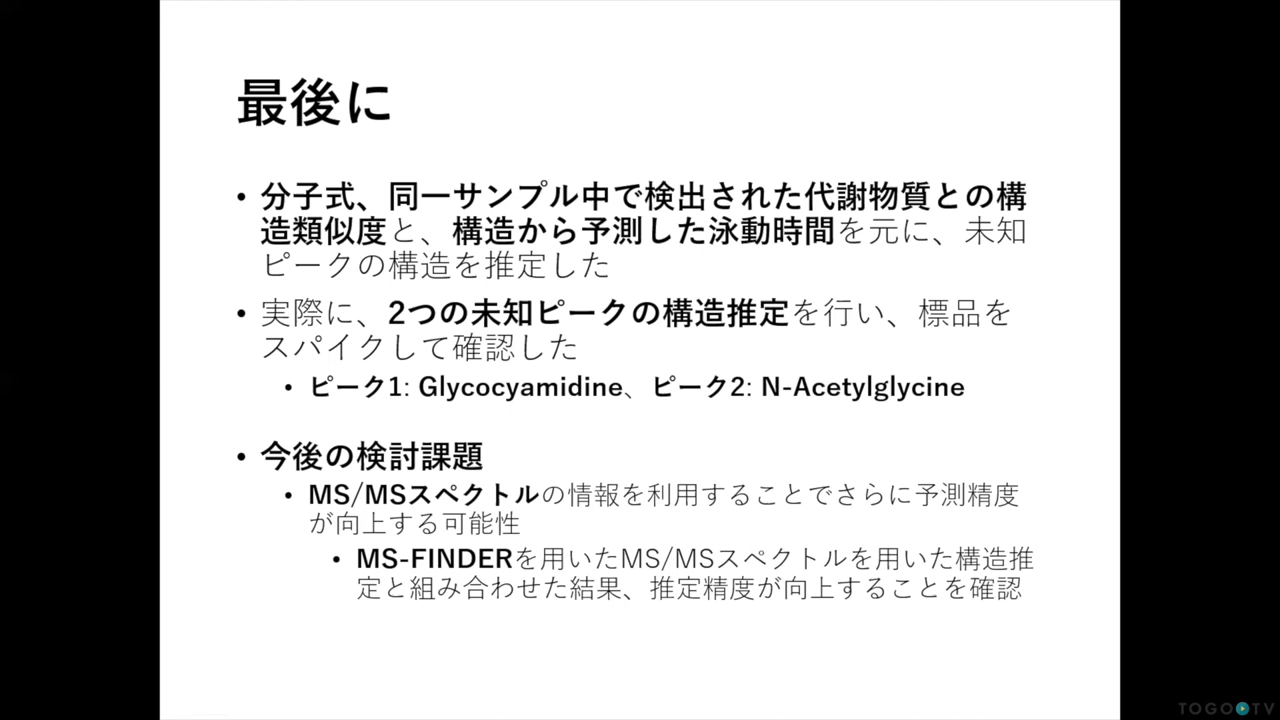 最後に
• 分子式、同一サンプル中で検出された代謝物質との構
造類似度と、構造から予測した泳動時間を元に、未知
ピークの構造を推定した
• 実際に、2つの未知ピークの構造推定を行い、標品を
スパイクして確認した
• ピーク1: Glycocyamidine、ピーク2: N-Acetylglycine
• 今後の検討課題
• MS/MSスペクトルの情報を利用することでさらに予測精度
が向上する可能性
• MS-FINDERを用いたMS/MSスペクトルを用いた構造推
定と組み合わせた結果、推定精度が向上することを確認
TOGO TV